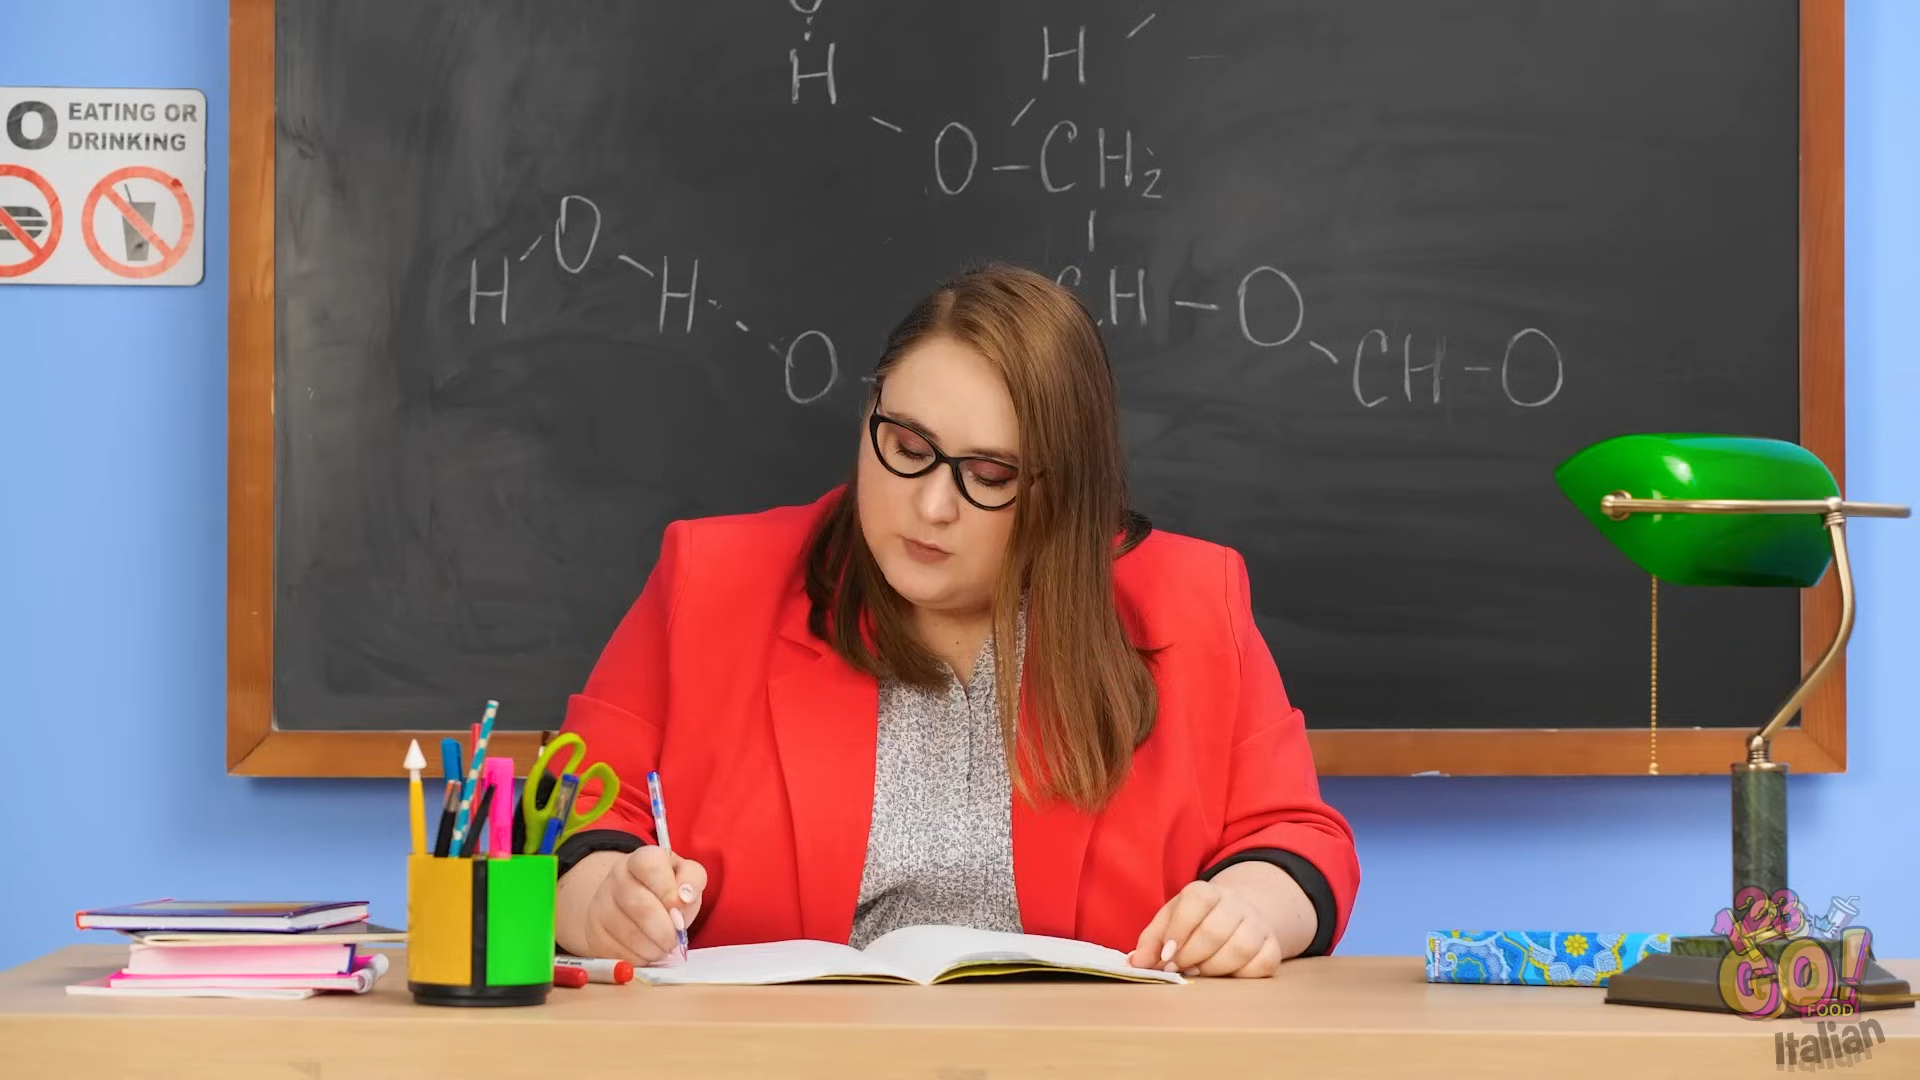 O EATING OR
DRINKING
H
H
O-CH2
H O H
O
CH-O
CH-O
123
GO!
FOOD
Italian